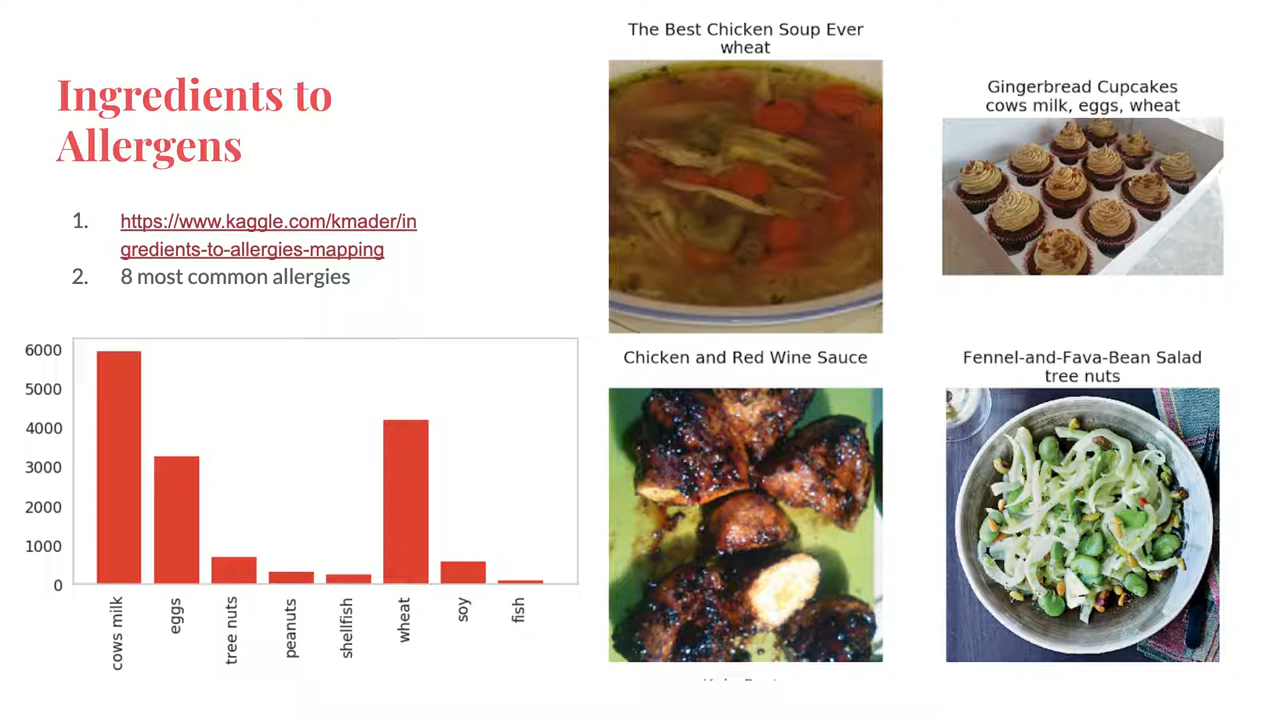 Ingredients to
Allergens
1. https://www.kaggle.com/kmader/in
gredients-to-allergies-mapping
2. 8 most common allergies
6000
5000
4000
3000
2000
1000
0
cows milk
eggs
tree nuts
peanuts
shellfish
wheat
soy
fish
The Best Chicken Soup Ever
wheat
Gingerbread Cupcakes
cows milk, eggs, wheat
Chicken and Red Wine Sauce
Fennel-and-Fava-Bean Salad
tree nuts